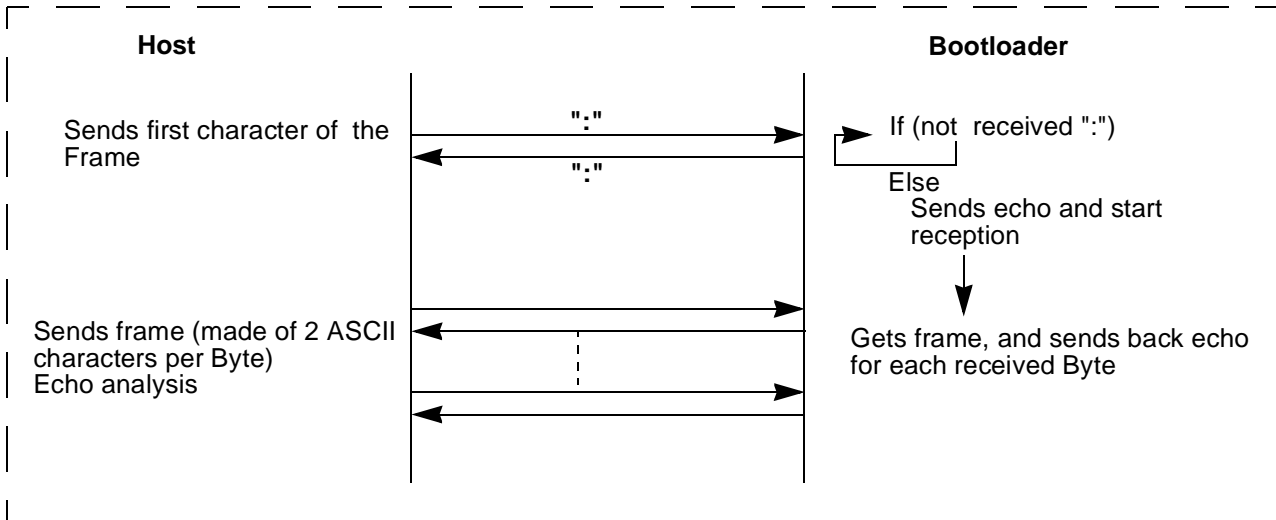 Host
Bootloader
Sends first character of the
Frame
":"
":"
If (not received ":")
Else
Sends echo and start
reception
Sends frame (made of 2 ASCII
characters per Byte)
Echo analysis
Gets frame, and sends back echo
for each received Byte